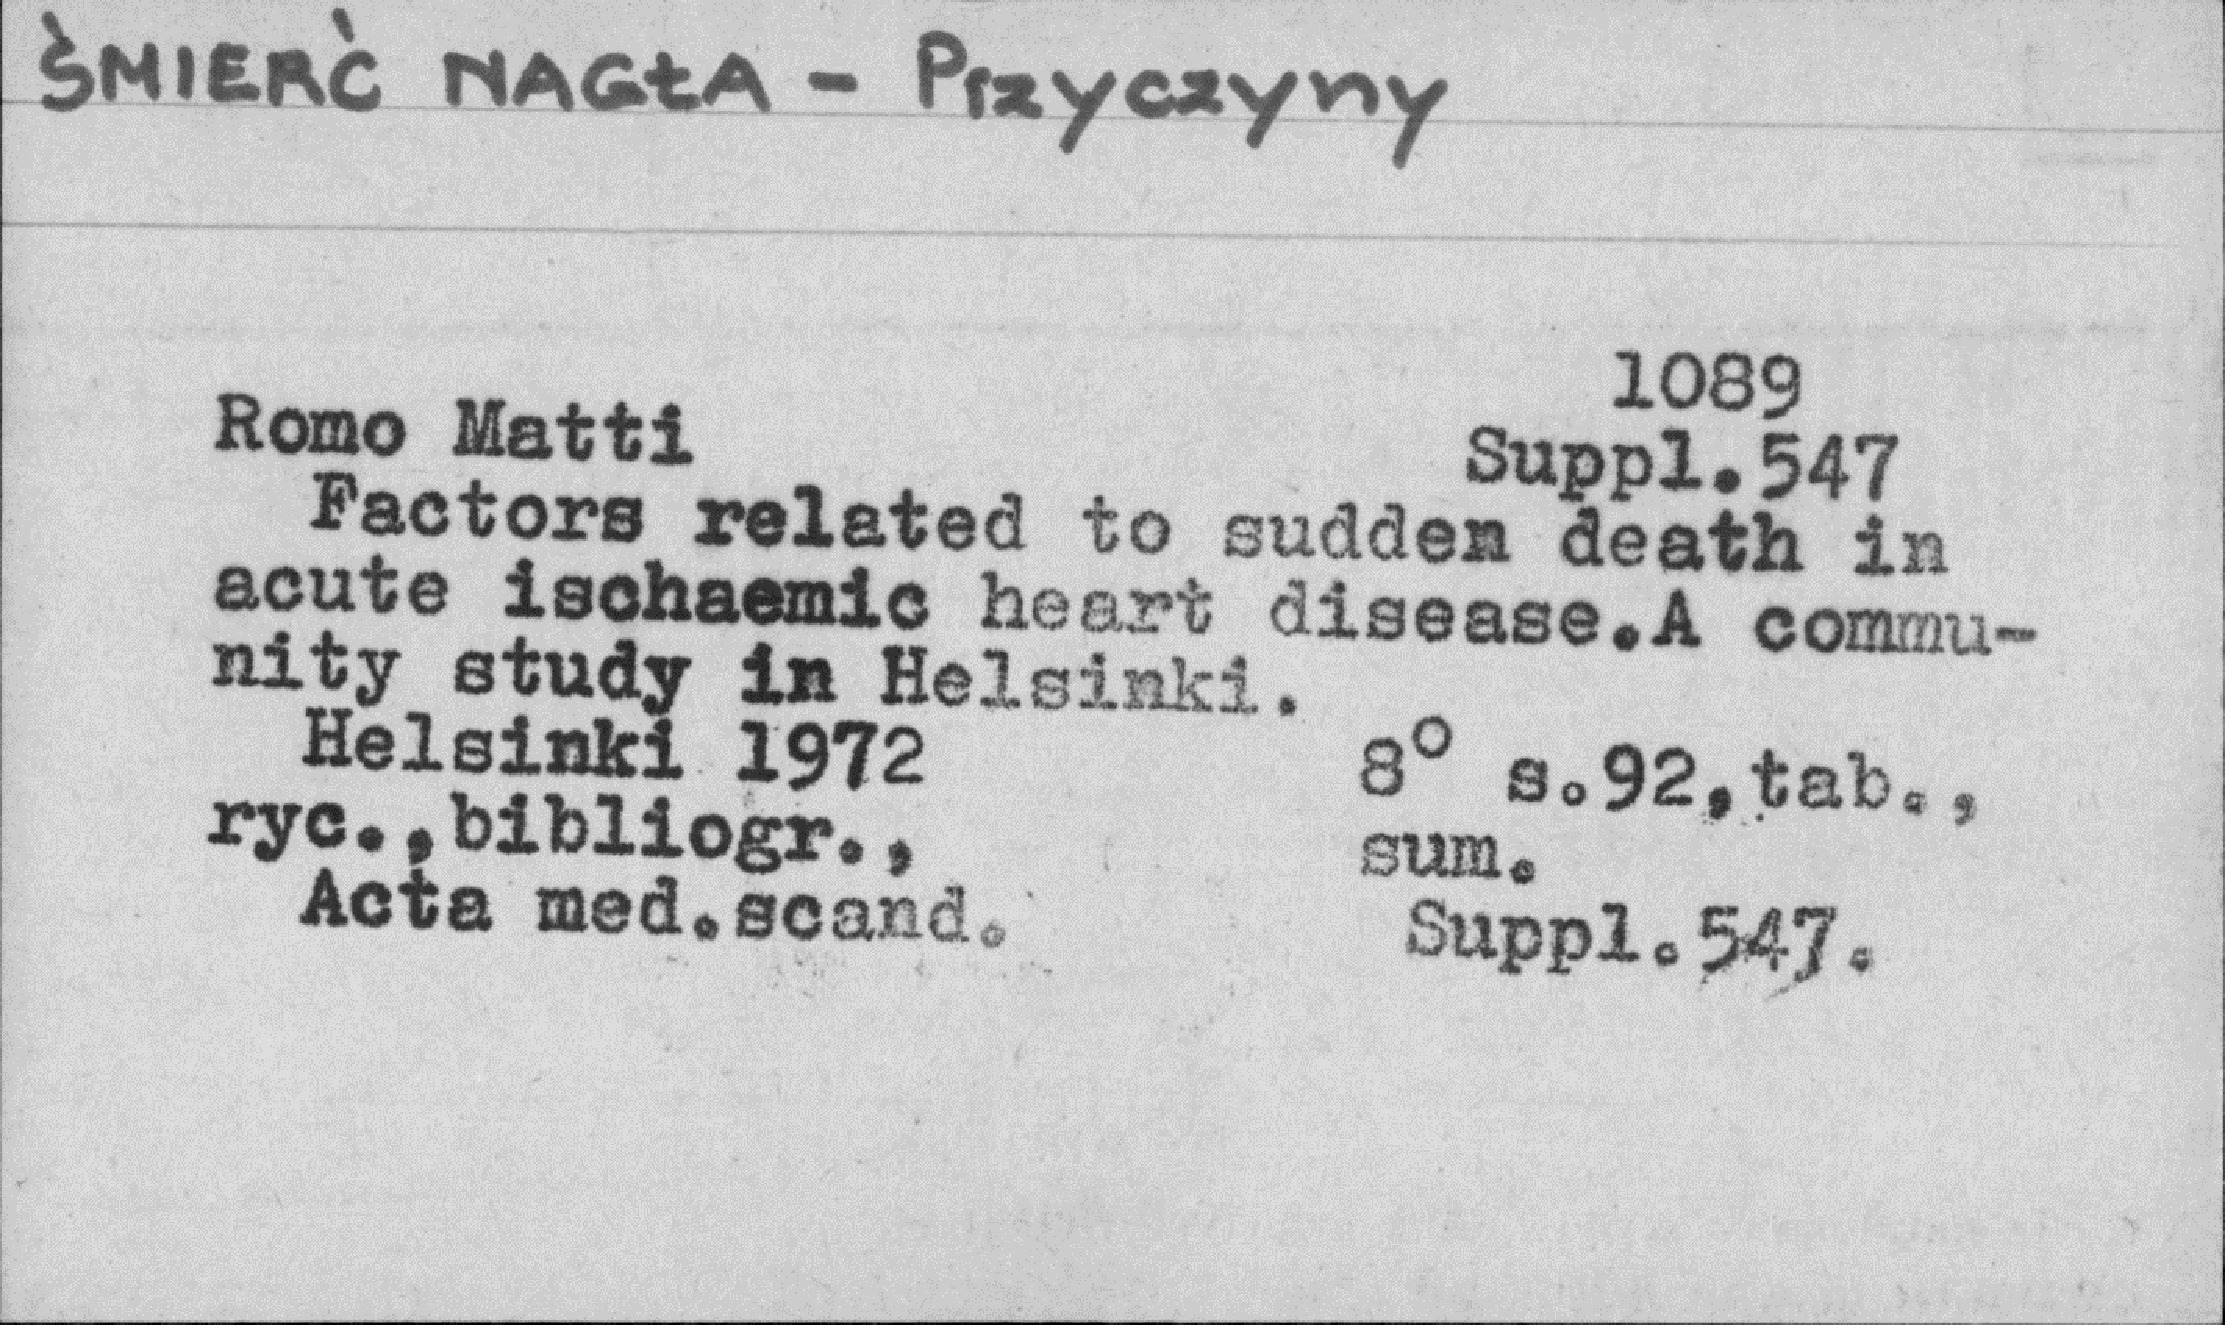 ŚMIERĆ NAGŁA - Przyczyny
1089
Romo Matti Suppl.547
Factors related to sudden death in
acute ischaemic heart disease.A commu-
nity study in Helsinki.
Helsinki 1972 8° s.92,tab.,
ryc.,bibliogr., sum.
Acta med.scand. Suppl.547.